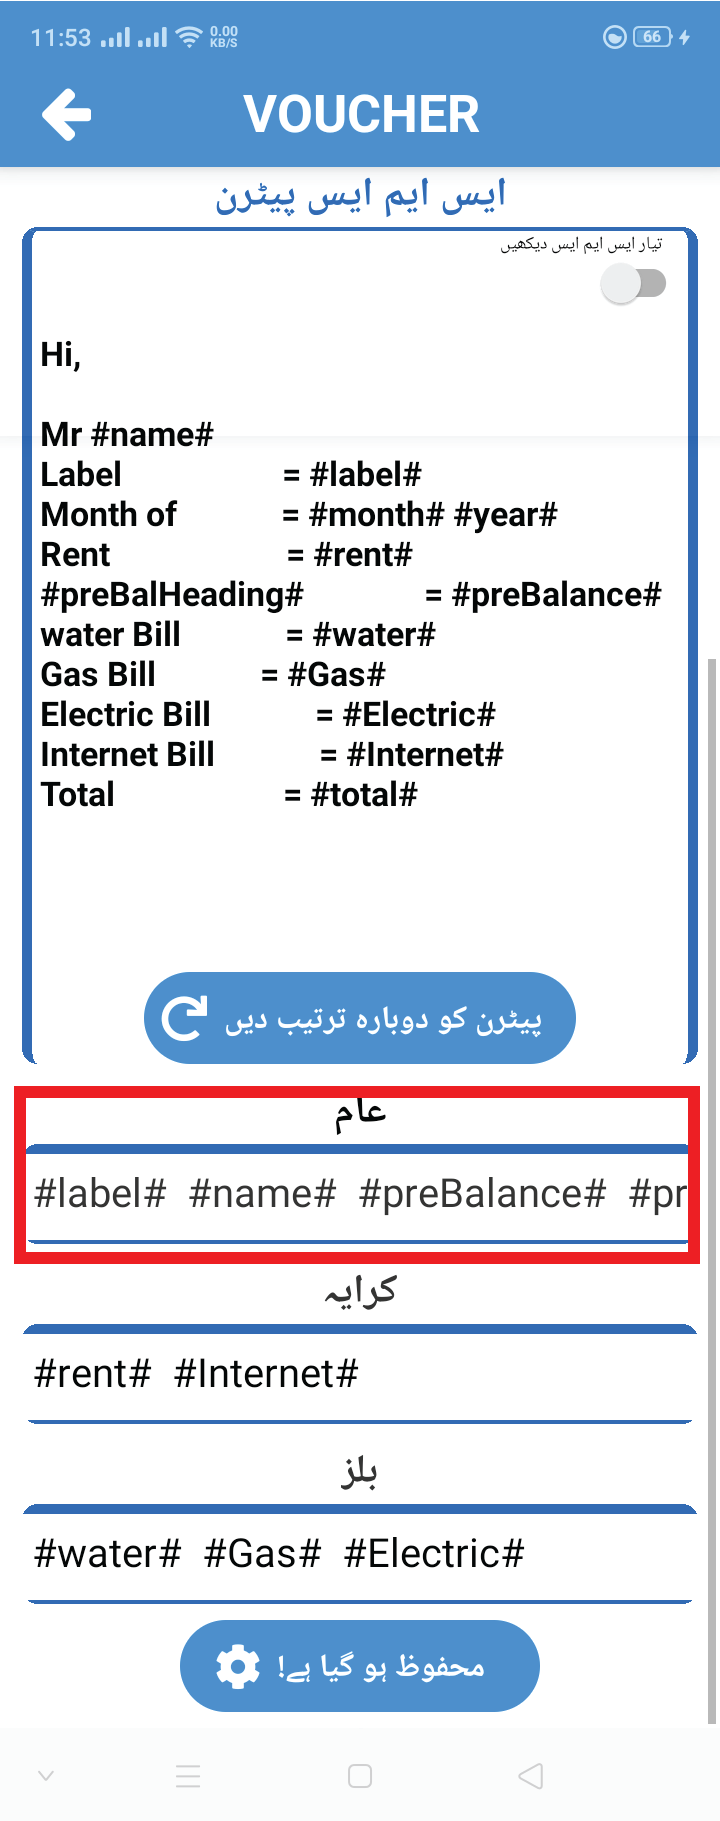 11:53 0.00 KB/S 66
VOUCHER
ایس ایم ایس پیٹرن
تیار ایس ایم ایس دیکھیں
Hi,
Mr #name#
Label = #label#
Month of = #month# #year#
Rent = #rent#
#preBalHeading# = #preBalance#
water Bill = #water#
Gas Bill = #Gas#
Electric Bill = #Electric#
Internet Bill = #Internet#
Total = #total#
پیٹرن کو دوبارہ ترتیب دیں
عام
#label# #name# #preBalance# #pr
کرایہ
#rent# #Internet#
بلز
#water# #Gas# #Electric#
محفوظ ہو گیا ہے!